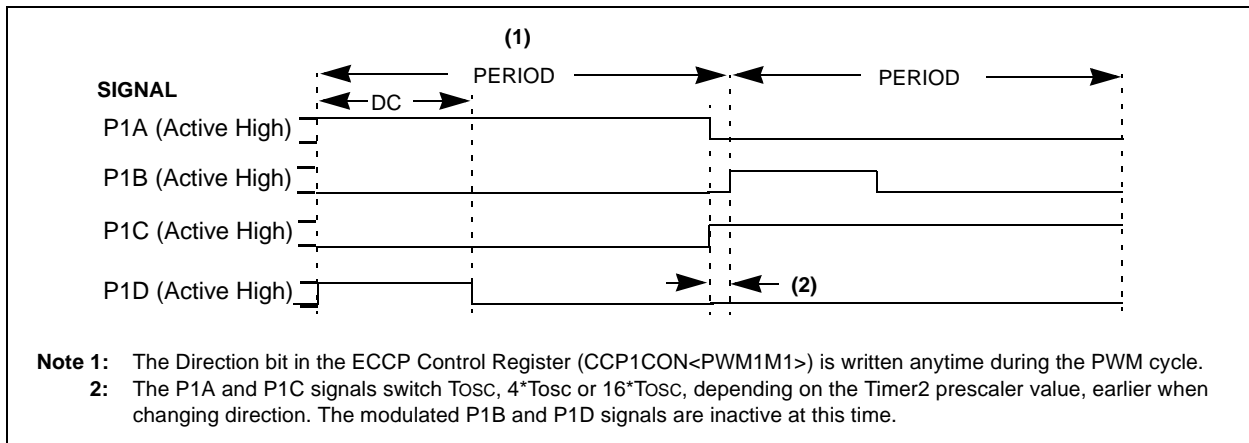 (1)
PERIOD
PERIOD
SIGNAL
DC
P1A (Active High)
P1B (Active High)
P1C (Active High)
P1D (Active High)
(2)
Note 1: The Direction bit in the ECCP Control Register (CCP1CON<PWM1M1>) is written anytime during the PWM cycle.
2: The P1A and P1C signals switch TOSC, 4*Tosc or 16*TOSC, depending on the Timer2 prescaler value, earlier when
changing direction. The modulated P1B and P1D signals are inactive at this time.